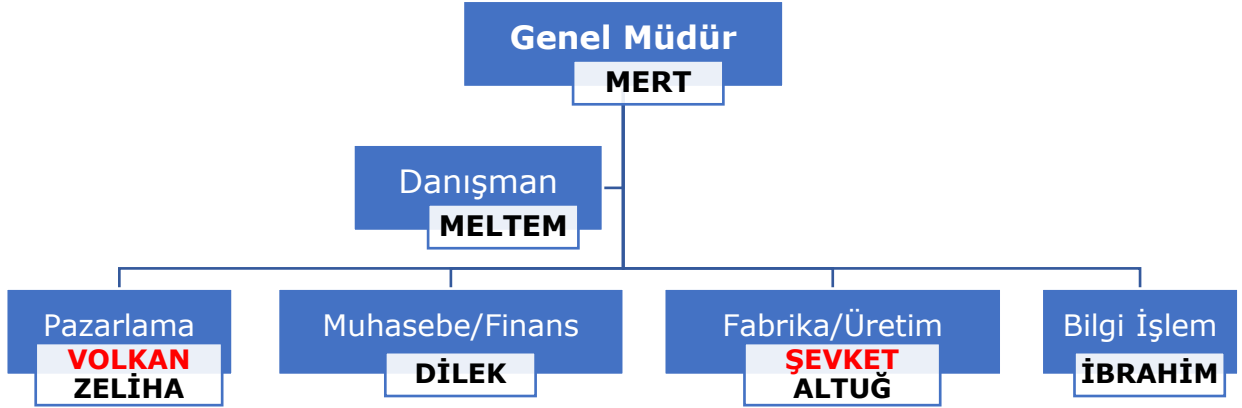 Genel Müdür
MERT
Danışman
MELTEM
Pazarlama
VOLKAN
ZELİHA
Muhasebe/Finans
DİLEK
Fabrika/Üretim
ŞEVKET
ALTUĞ
Bilgi İşlem
İBRAHİM